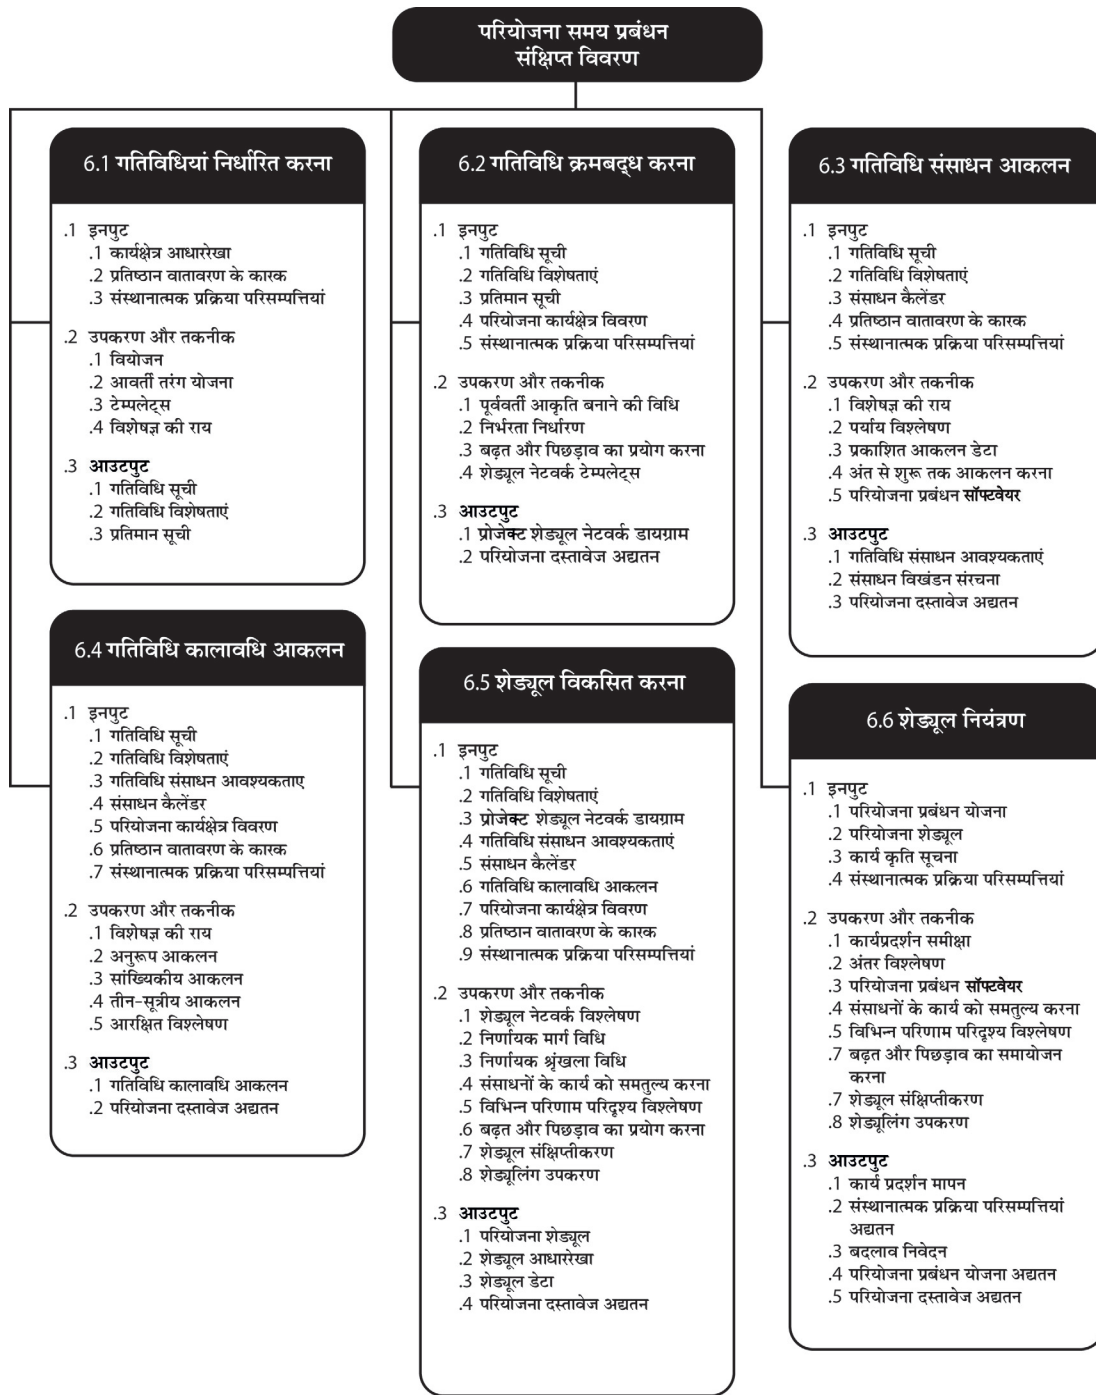 परियोजना समय प्रबंधन
संक्षिप्त विवरण
6.1 गतिविधियां निर्धारित करना
.1 इनपुट
.1 कार्यक्षेत्र आधाररेखा
.2 प्रतिष्ठान वातावरण के कारक
.3 संस्थानात्मक प्रक्रिया परिसम्पत्तियां
.2 उपकरण और तकनीक
.1 वियोजन
.2 आवर्ती तरंग योजना
.3 टेम्पलेट्स
.4 विशेषज्ञ की राय
.3 आउटपुट
.1 गतिविधि सूची
.2 गतिविधि विशेषताएं
.3 प्रतिमान सूची
6.2 गतिविधि क्रमबद्ध करना
.1 इनपुट
.1 गतिविधि सूची
.2 गतिविधि विशेषताएं
.3 प्रतिमान सूची
.4 परियोजना कार्यक्षेत्र विवरण
.5 संस्थानात्मक प्रक्रिया परिसम्पत्तियां
.2 उपकरण और तकनीक
.1 पूर्ववर्ती आकृति बनाने की विधि
.2 निर्भरता निर्धारण
.3 बढ़त और पिछड़ाव का प्रयोग करना
.4 शेड्यूल नेटवर्क टेम्पलेट्स
.3 आउटपुट
.1 प्रोजेक्ट शेड्यूल नेटवर्क डायग्राम
.2 परियोजना दस्तावेज अद्यतन
6.3 गतिविधि संसाधन आकलन
.1 इनपुट
.1 गतिविधि सूची
.2 गतिविधि विशेषताएं
.3 संसाधन कैलेंडर
.4 प्रतिष्ठान वातावरण के कारक
.5 संस्थानात्मक प्रक्रिया परिसम्पत्तियां
.2 उपकरण और तकनीक
.1 विशेषज्ञ की राय
.2 पर्याय विश्लेषण
.3 प्रकाशित आकलन डेटा
.4 अंत से शुरू तक आकलन करना
.5 परियोजना प्रबंधन सॉफ्टवेयर
.3 आउटपुट
.1 गतिविधि संसाधन आवश्यकताएं
.2 संसाधन विखंडन संरचना
.3 परियोजना दस्तावेज अद्यतन
6.4 गतिविधि कालावधि आकलन
.1 इनपुट
.1 गतिविधि सूची
.2 गतिविधि विशेषताएं
.3 गतिविधि संसाधन आवश्यकताए
.4 संसाधन कैलेंडर
.5 परियोजना कार्यक्षेत्र विवरण
.6 प्रतिष्ठान वातावरण के कारक
.7 संस्थानात्मक प्रक्रिया परिसम्पत्तियां
.2 उपकरण और तकनीक
.1 विशेषज्ञ की राय
.2 अनुरूप आकलन
.3 सांख्यिकीय आकलन
.4 तीन-सूत्रीय आकलन
.5 आरक्षित विश्लेषण
.3 आउटपुट
.1 गतिविधि कालावधि आकलन
.2 परियोजना दस्तावेज अद्यतन
6.5 शेड्यूल विकसित करना
.1 इनपुट
.1 गतिविधि सूची
.2 गतिविधि विशेषताएं
.3 प्रोजेक्ट शेड्यूल नेटवर्क डायग्राम
.4 गतिविधि संसाधन आवश्यकताएं
.5 संसाधन कैलेंडर
.6 गतिविधि कालावधि आकलन
.7 परियोजना कार्यक्षेत्र विवरण
.8 प्रतिष्ठान वातावरण के कारक
.9 संस्थानात्मक प्रक्रिया परिसम्पत्तियां
.2 उपकरण और तकनीक
.1 शेड्यूल नेटवर्क विश्लेषण
.2 निर्णायक मार्ग विधि
.3 निर्णायक श्रृंखला विधि
.4 संसाधनों के कार्य को समतुल्य करना
.5 विभिन्न परिणाम परिदृश्य विश्लेषण
.6 बढ़त और पिछड़ाव का प्रयोग करना
.7 शेड्यूल संक्षिप्तीकरण
.8 शेड्यूलिंग उपकरण
.3 आउटपुट
.1 परियोजना शेड्यूल
.2 शेड्यूल आधाररेखा
.3 शेड्यूल डेटा
.4 परियोजना दस्तावेज अद्यतन
6.6 शेड्यूल नियंत्रण
.1 इनपुट
.1 परियोजना प्रबंधन योजना
.2 परियोजना शेड्यूल
.3 कार्य कृति सूचना
.4 संस्थानात्मक प्रक्रिया परिसम्पत्तियां
.2 उपकरण और तकनीक
.1 कार्यप्रदर्शन समीक्षा
.2 अंतर विश्लेषण
.3 परियोजना प्रबंधन सॉफ्टवेयर
.4 संसाधनों के कार्य को समतुल्य करना
.5 विभिन्न परिणाम परिदृश्य विश्लेषण
.7 बढ़त और पिछड़ाव का समायोजन
करना
.7 शेड्यूल संक्षिप्तीकरण
.8 शेड्यूलिंग उपकरण
.3 आउटपुट
.1 कार्य प्रदर्शन मापन
.2 संस्थानात्मक प्रक्रिया परिसम्पत्तियां
अद्यतन
.3 बदलाव निवेदन
.4 परियोजना प्रबंधन योजना अद्यतन
.5 परियोजना दस्तावेज अद्यतन